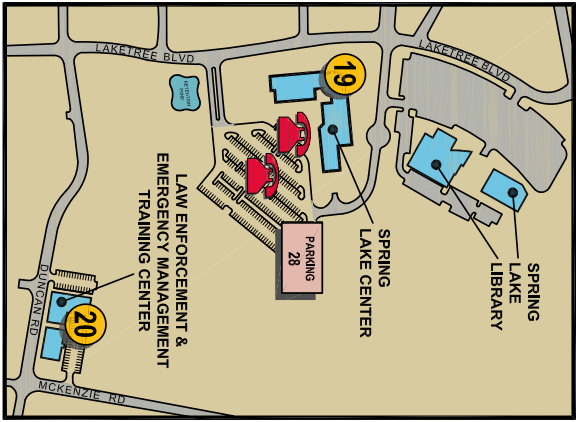 LAKETREE BLVD
LAKETREE BLVD
19
RETENTION
POND
SPRING
LAKE
LIBRARY
SPRING
LAKE CENTER
PARKING
28
LAW ENFORCEMENT &
EMERGENCY MANAGEMENT
TRAINING CENTER
20
DUNCAN RD
MCKENZIE RD